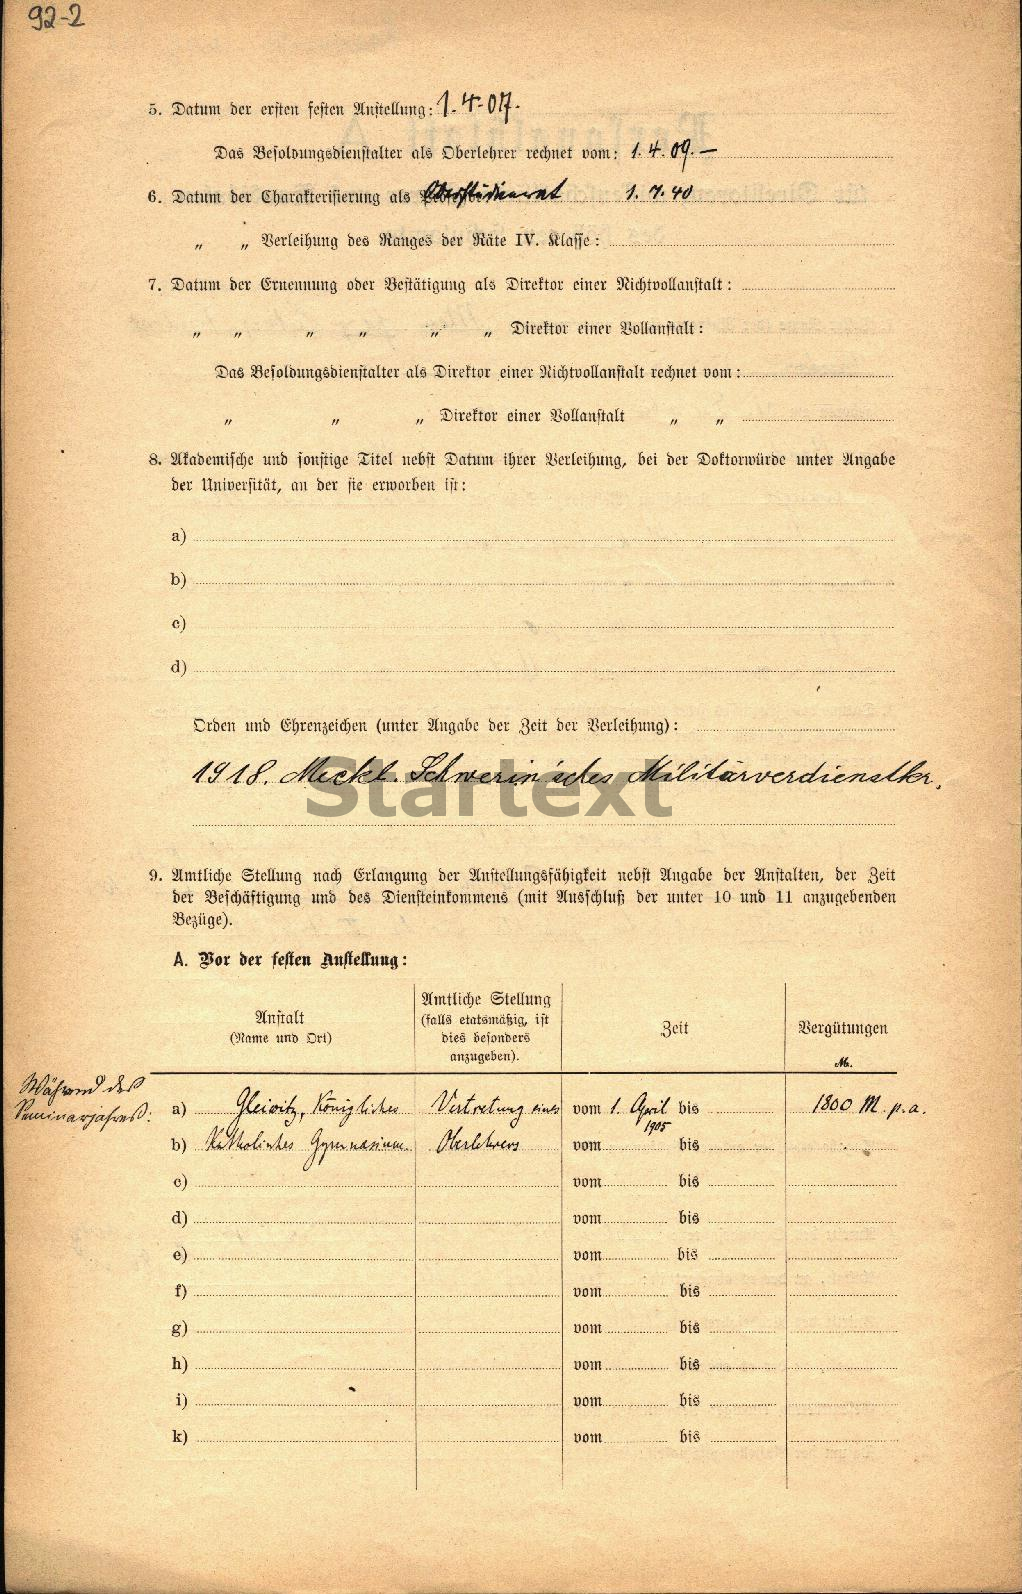 92-2
5. Datum der ersten festen Anstellung: 1.4.07.
Das Besoldungsdienstalter als Oberlehrer rechnet vom: 1.4.09.—
6. Datum der Charakterisierung als Oberstudienrat 1.7.40
„ „ Verleihung des Ranges der Räte IV. Klasse:
7. Datum der Ernennung oder Bestätigung als Direktor einer Nichtvollanstalt:
„ „ „ „ „ „ Direktor einer Vollanstalt:
Das Besoldungsdienstalter als Direktor einer Nichtvollanstalt rechnet vom:
„ „ „ Direktor einer Vollanstalt „ „
8. Akademische und sonstige Titel nebst Datum ihrer Verleihung, bei der Doktorwürde unter Angabe
der Universität, an der sie erworben ist:
a)
b)
c)
d)
Orden und Ehrenzeichen (unter Angabe der Zeit der Verleihung):
1918. Meckl. Schwerin'sches Militärverdienstkr.
Startext
9. Amtliche Stellung nach Erlangung der Anstellungsfähigkeit nebst Angabe der Anstalten, der Zeit
der Beschäftigung und des Diensteinkommens (mit Ausschluß der unter 10 und 11 anzugebenden
Bezüge).
A. Vor der festen Anstellung:
Anstalt
(Name und Ort)
Amtliche Stellung
(falls etatsmäßig, ist
dies besonders
anzugeben).
Zeit
Vergütungen
M.
Während des
Seminarjahres:
a) Gleiwitz, Königliches Vertretung eines vom 1. April bis 1800 M. p.a.
1905
b) Katholisches Gymnasium Oberlehrers vom bis
c) vom bis
d) vom bis
e) vom bis
f) vom bis
g) vom bis
h) vom bis
i) vom bis
k) vom bis